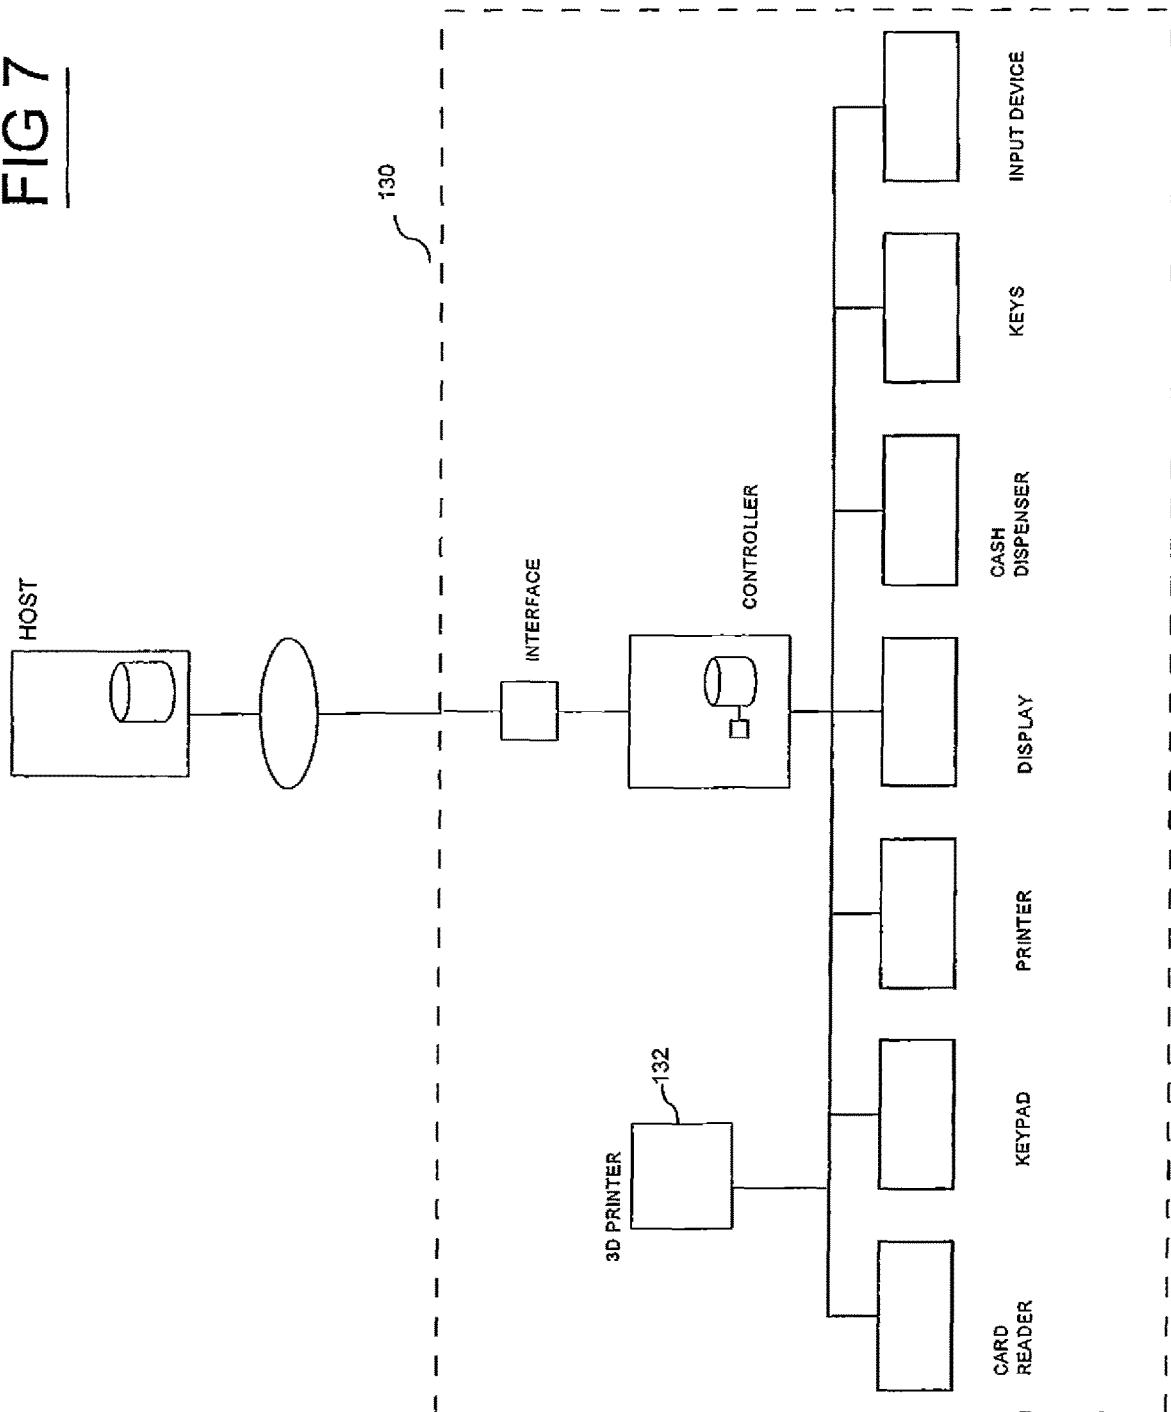 FIG 7
HOST
130
INTERFACE
CONTROLLER
3D PRINTER
132
CARD
READER
KEYPAD
PRINTER
DISPLAY
CASH
DISPENSER
KEYS
INPUT DEVICE